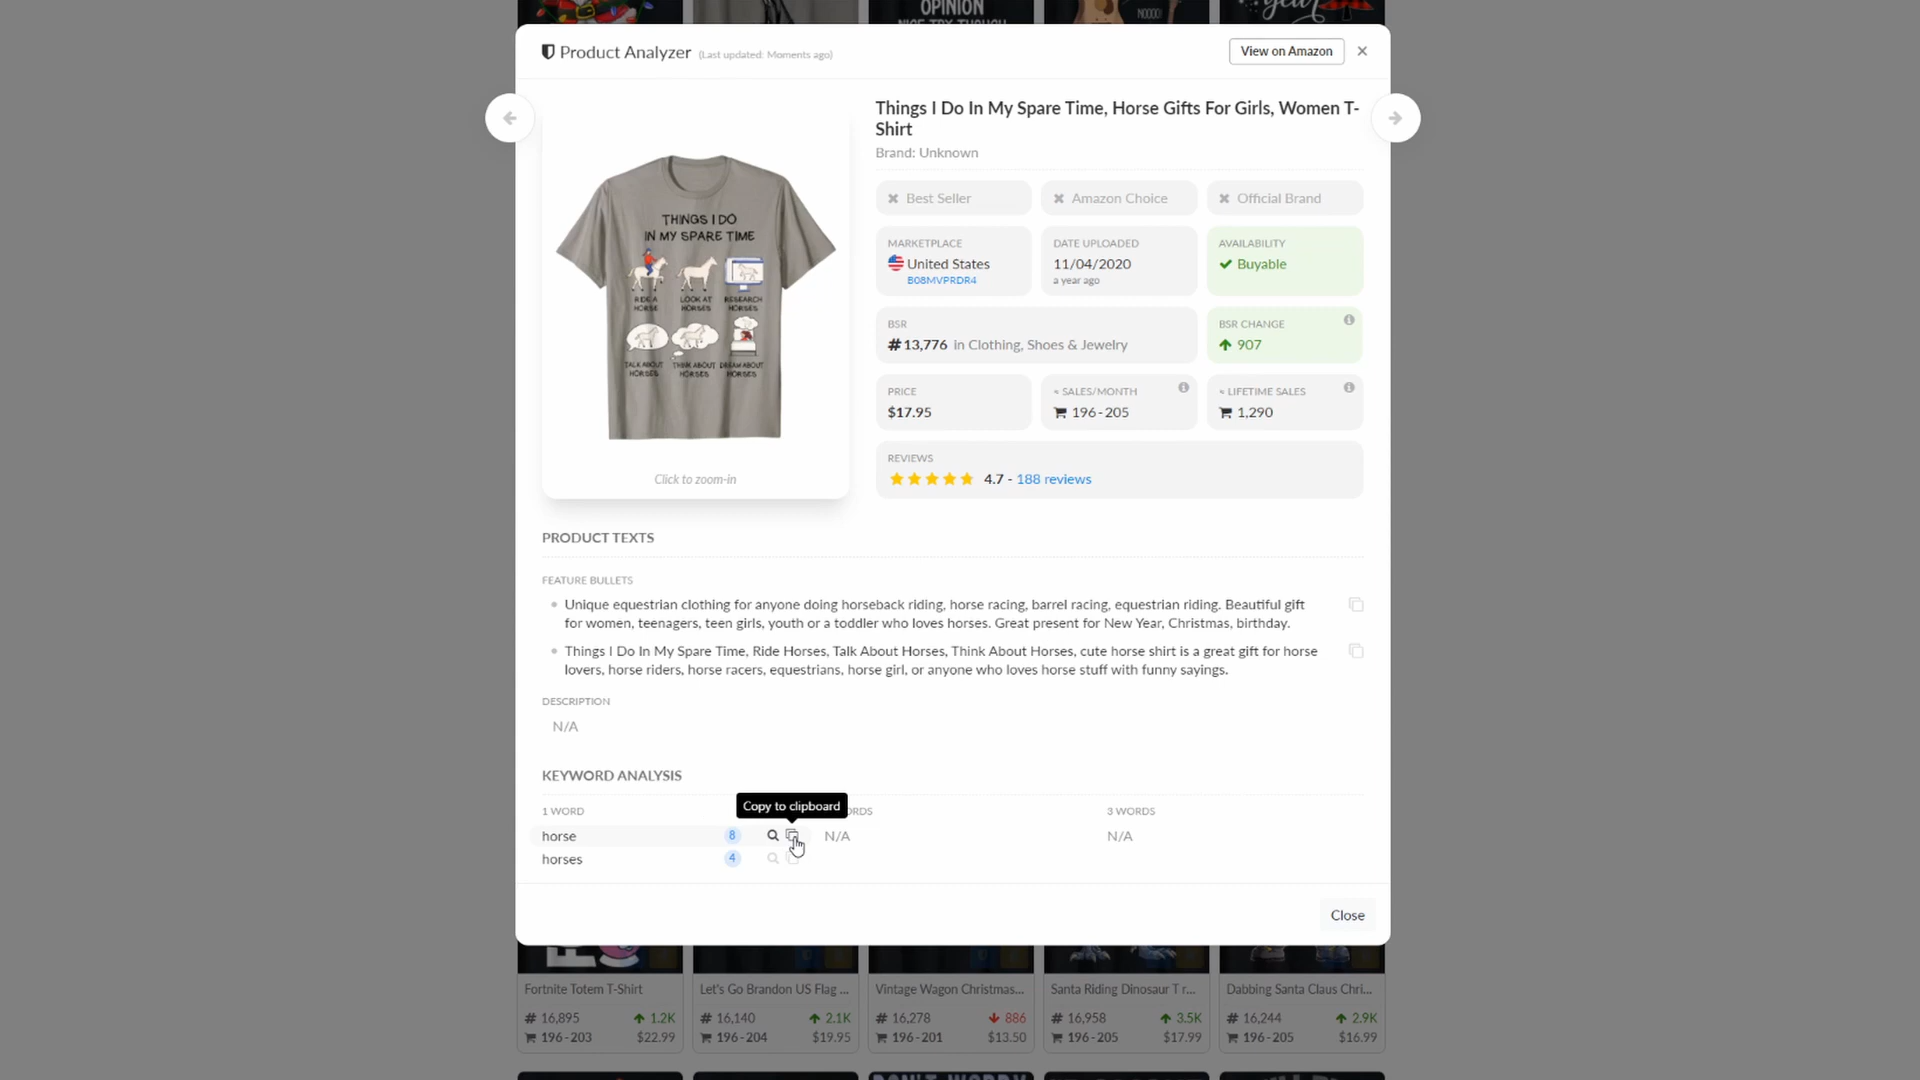 OPINION
NICE TRY THOUGH
NOOOO!
year
Product Analyzer (Last updated: Moments ago)
View on Amazon
Things I Do In My Spare Time, Horse Gifts For Girls, Women T-
Shirt
Brand: Unknown
Best Seller
Amazon Choice
Official Brand
MARKETPLACE
United States
B08MVPRDR4
DATE UPLOADED
11/04/2020
a year ago
AVAILABILITY
Buyable
BSR
#13,776 in Clothing, Shoes & Jewelry
BSR CHANGE
907
PRICE
$17.95
≈ SALES/MONTH
196-205
≈ LIFETIME SALES
1,290
REVIEWS
4.7 - 188 reviews
THINGS I DO
IN MY SPARE TIME
RIDE A
HORSE
LOOK AT
HORSES
RESEARCH
HORSES
TALK ABOUT
HORSES
THINK ABOUT
HORSES
DREAM ABOUT
HORSES
Click to zoom-in
PRODUCT TEXTS
FEATURE BULLETS
Unique equestrian clothing for anyone doing horseback riding, horse racing, barrel racing, equestrian riding. Beautiful gift
for women, teenagers, teen girls, youth or a toddler who loves horses. Great present for New Year, Christmas, birthday.
Things I Do In My Spare Time, Ride Horses, Talk About Horses, Think About Horses, cute horse shirt is a great gift for horse
lovers, horse riders, horse racers, equestrians, horse girl, or anyone who loves horse stuff with funny sayings.
DESCRIPTION
N/A
KEYWORD ANALYSIS
1 WORD
Copy to clipboard
ORDS
3 WORDS
horse 8
N/A
N/A
horses 4
Close
Fortnite Totem T-Shirt
# 16,895 1.2K
196-203 $22.99
Let's Go Brandon US Flag ...
# 16,140 2.1K
196-204 $19.95
Vintage Wagon Christmas...
# 16,278 886
196-201 $13.50
Santa Riding Dinosaur T r...
# 16,958 3.5K
196-205 $17.99
Dabbing Santa Claus Chri...
# 16,244 2.9K
196-205 $16.99
DON'T WORRY